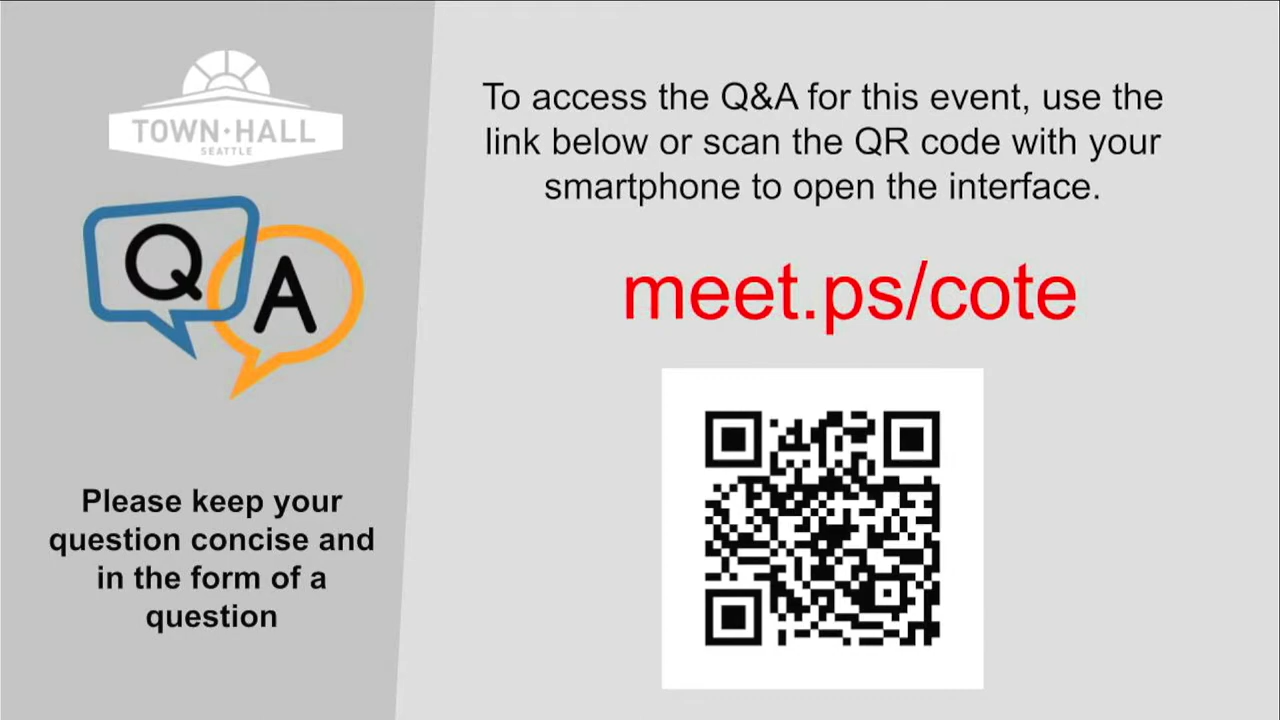 TOWN·HALL
SEATTLE
Q
A
Please keep your
question concise and
in the form of a
question
To access the Q&A for this event, use the
link below or scan the QR code with your
smartphone to open the interface.
meet.ps/cote